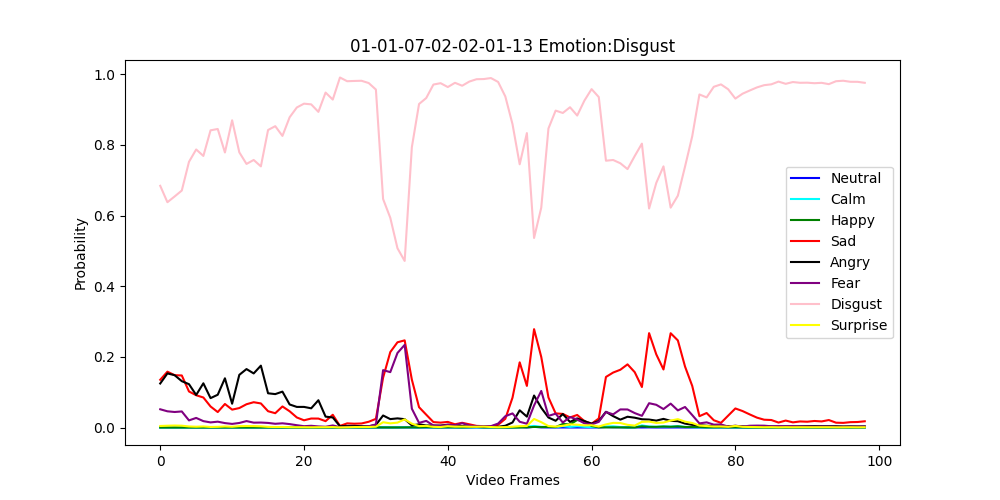 01-01-07-02-02-01-13 Emotion:Disgust
1.0
0.8
0.6
0.4
0.2
0.0
Probability
Neutral
Calm
Happy
Sad
Angry
Fear
Disgust
Surprise
0 20 40 60 80 100
Video Frames